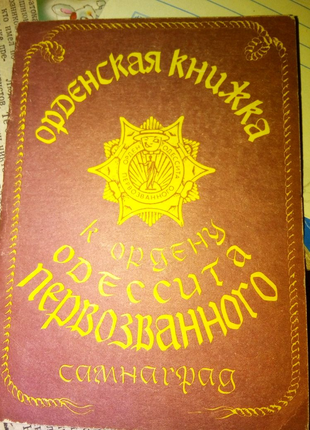 ОРДЕНСКАЯ КНИЖКА
К ОРДЕНУ
ОДЕССИТА
ПЕРВОЗВАННОГО
САМНАГРАД